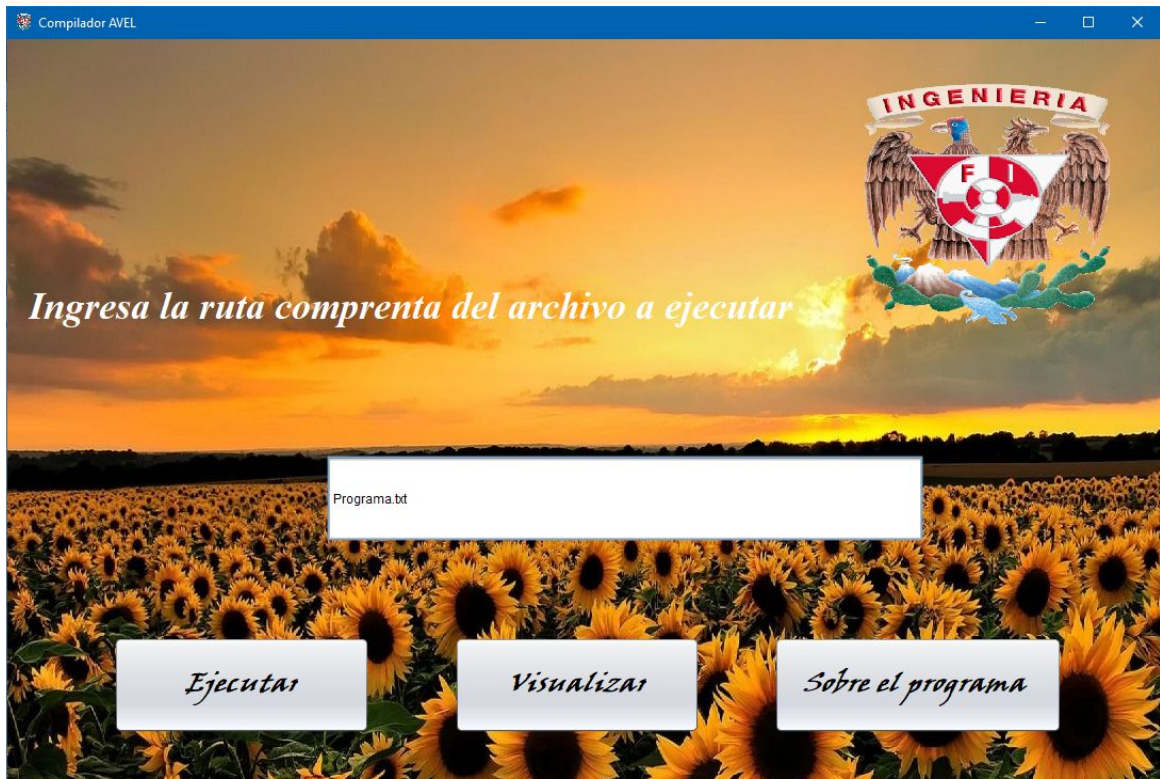 Compilador AVEL
INGENIERIA
F I
Ingresa la ruta comprenta del archivo a ejecutar
Programa.txt
Ejecutar
Visualizar
Sobre el programa